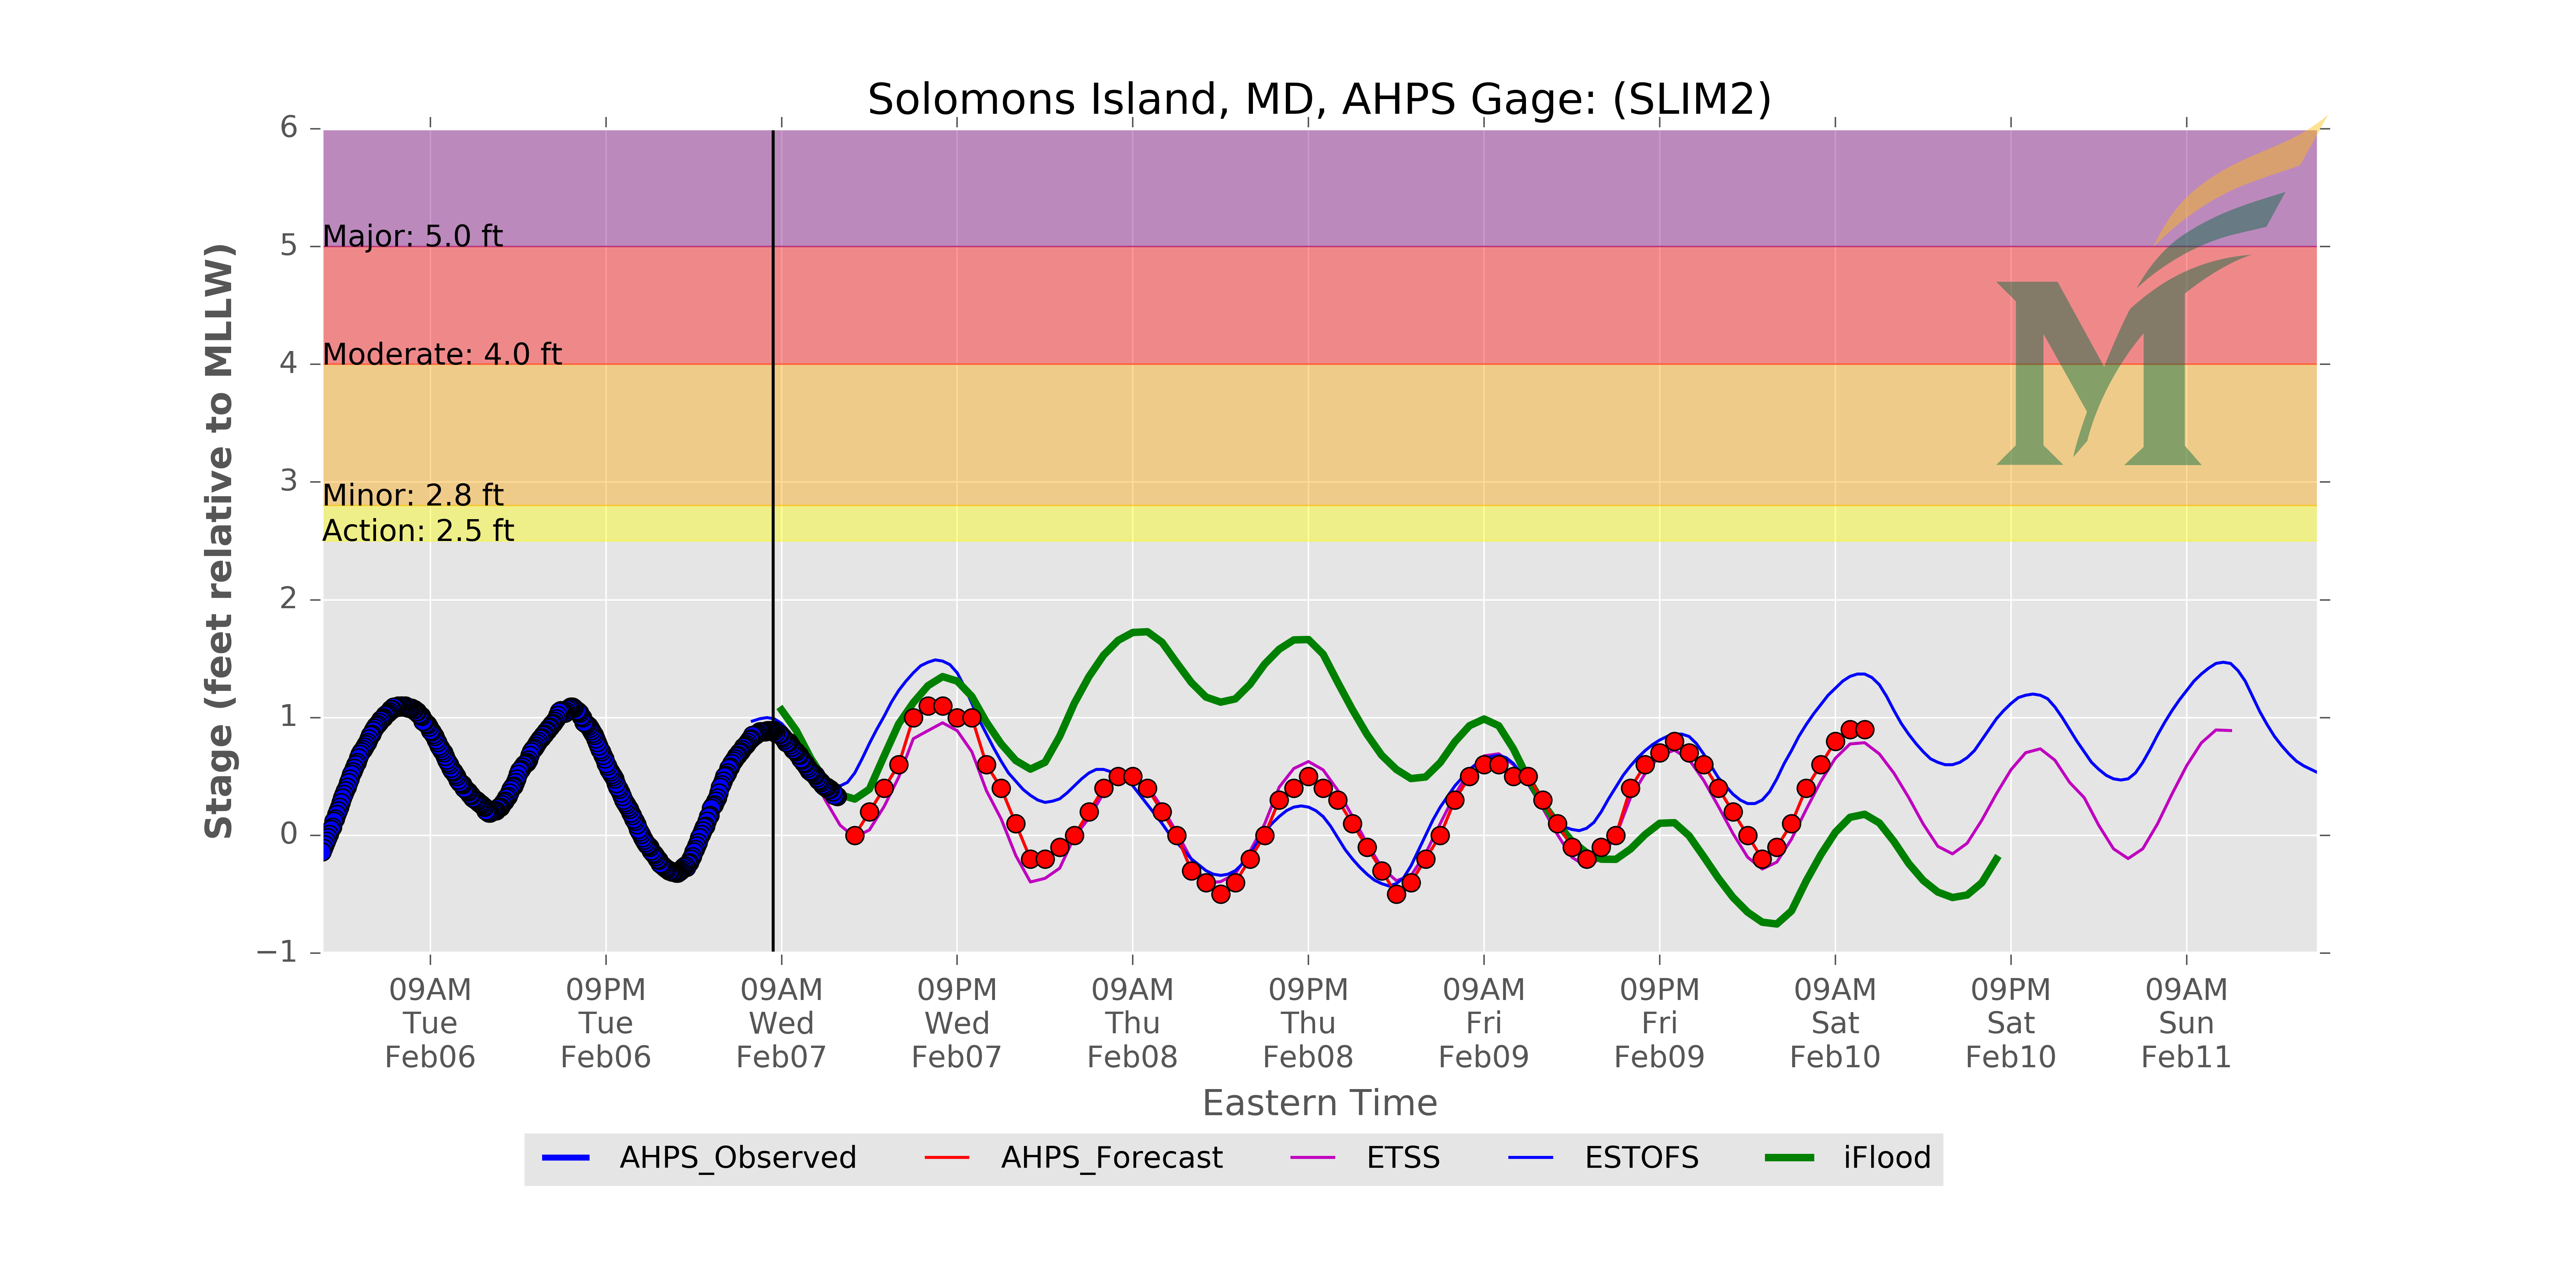 Solomons Island, MD, AHPS Gage: (SLIM2)
Stage (feet relative to MLLW)
6
5
4
3
2
1
0
−1
Major: 5.0 ft
Moderate: 4.0 ft
Minor: 2.8 ft
Action: 2.5 ft
M
09AM 09PM 09AM 09PM 09AM 09PM 09AM 09PM 09AM 09PM 09AM
Tue Tue Wed Wed Thu Thu Fri Fri Sat Sat Sun
Feb06 Feb06 Feb07 Feb07 Feb08 Feb08 Feb09 Feb09 Feb10 Feb10 Feb11
Eastern Time
AHPS_Observed AHPS_Forecast ETSS ESTOFS iFlood